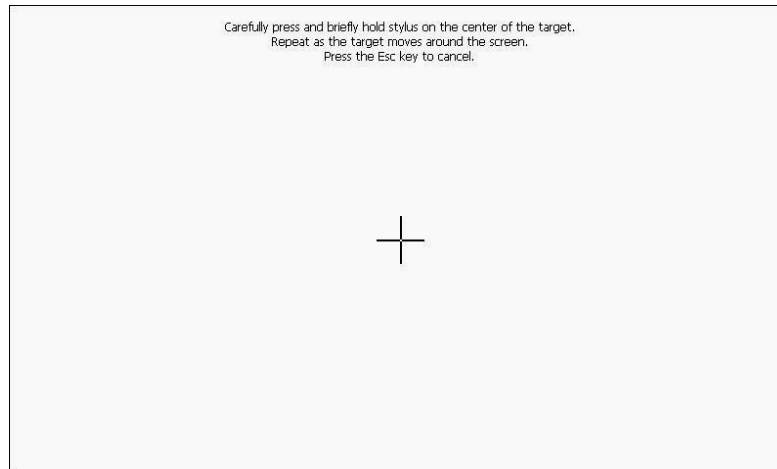 Carefully press and briefly hold stylus on the center of the target.
Repeat as the target moves around the screen.
Press the Esc key to cancel.